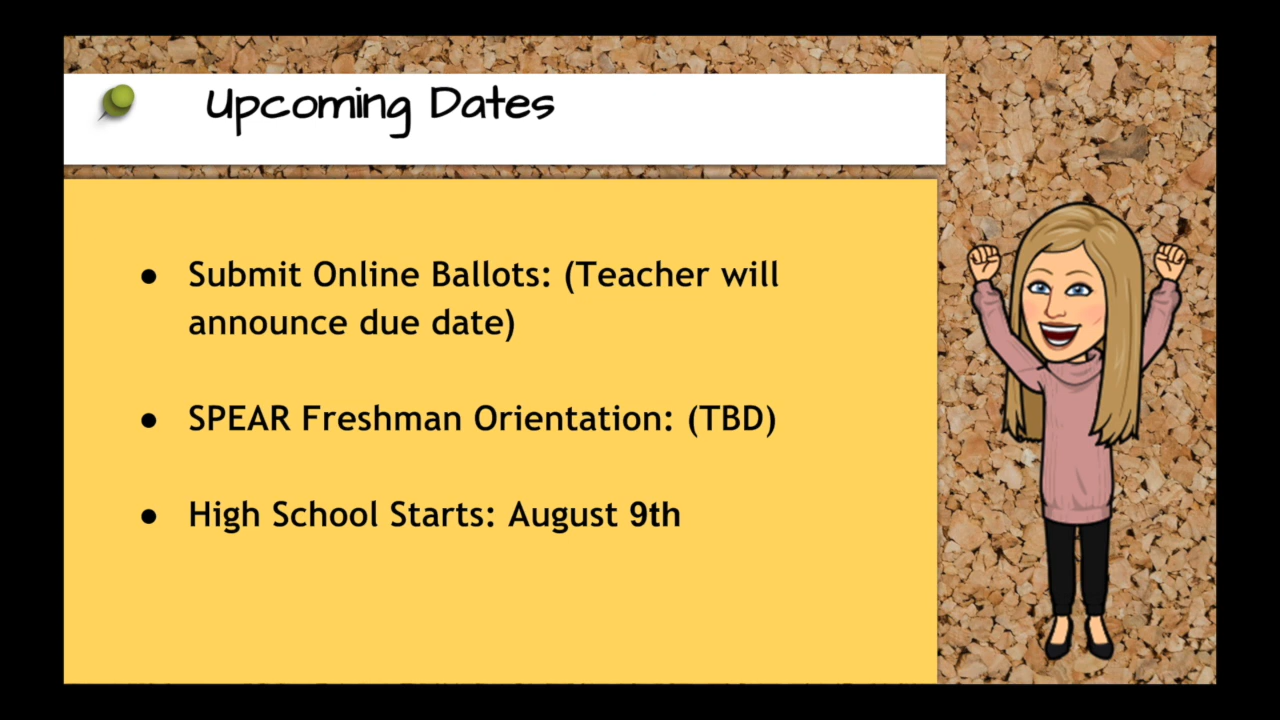 Upcoming Dates
● Submit Online Ballots: (Teacher will
announce due date)
● SPEAR Freshman Orientation: (TBD)
● High School Starts: August 9th